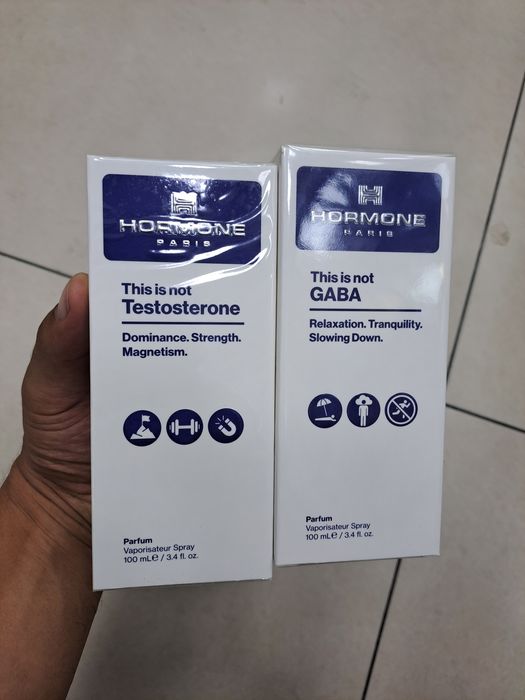 HORMONE
PARIS
This is not
Testosterone
Dominance. Strength.
Magnetism.
Parfum
Vaporisateur Spray
100 mL℮ / 3.4 fl. oz.
HORMONE
PARIS
This is not
GABA
Relaxation. Tranquility.
Slowing Down.
Parfum
Vaporisateur Spray
100 mL℮ / 3.4 fl. oz.